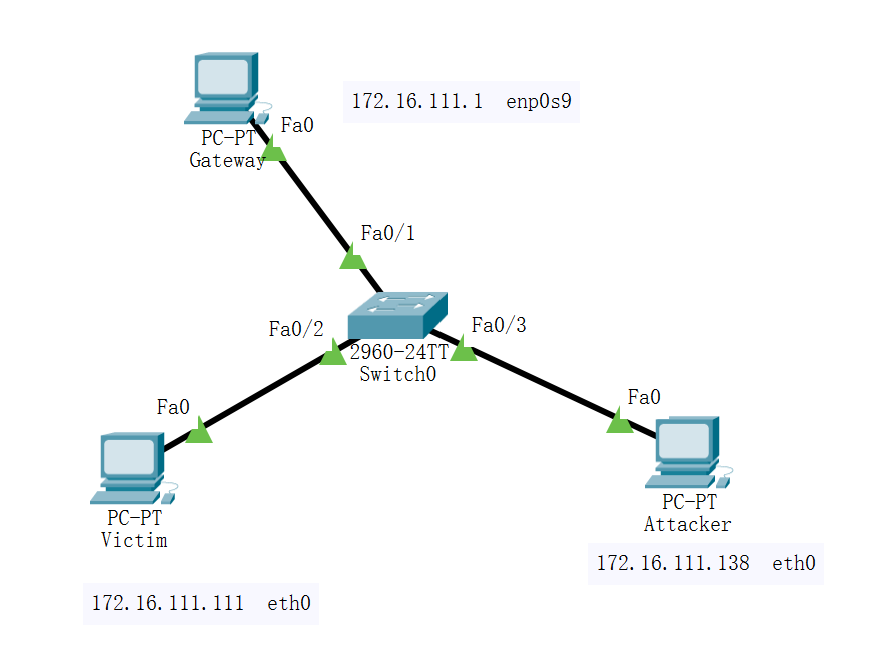 172.16.111.1  enp0s9
Fa0
PC-PT
Gateway
Fa0/1
Fa0/2
Fa0/3
2960-24TT
Switch0
Fa0
Fa0
PC-PT
Victim
PC-PT
Attacker
172.16.111.138  eth0
172.16.111.111  eth0